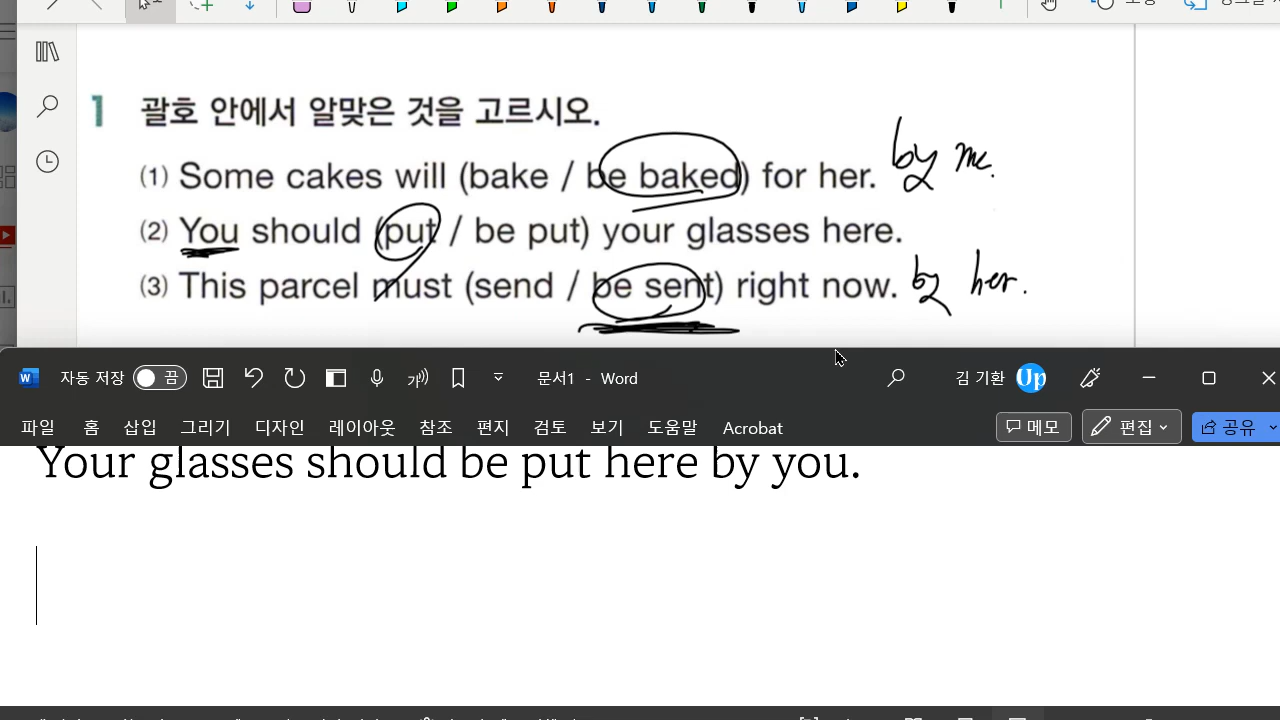 1 괄호 안에서 알맞은 것을 고르시오.
(1) Some cakes will (bake / be baked) for her. by me.
(2) You should (put / be put) your glasses here.
(3) This parcel must (send / be sent) right now. by her.
자동 저장 끔 가)) 문서1 - Word 김 기환 Up
파일 홈 삽입 그리기 디자인 레이아웃 참조 편지 검토 보기 도움말 Acrobat 메모 편집 공유
Your glasses should be put here by you.